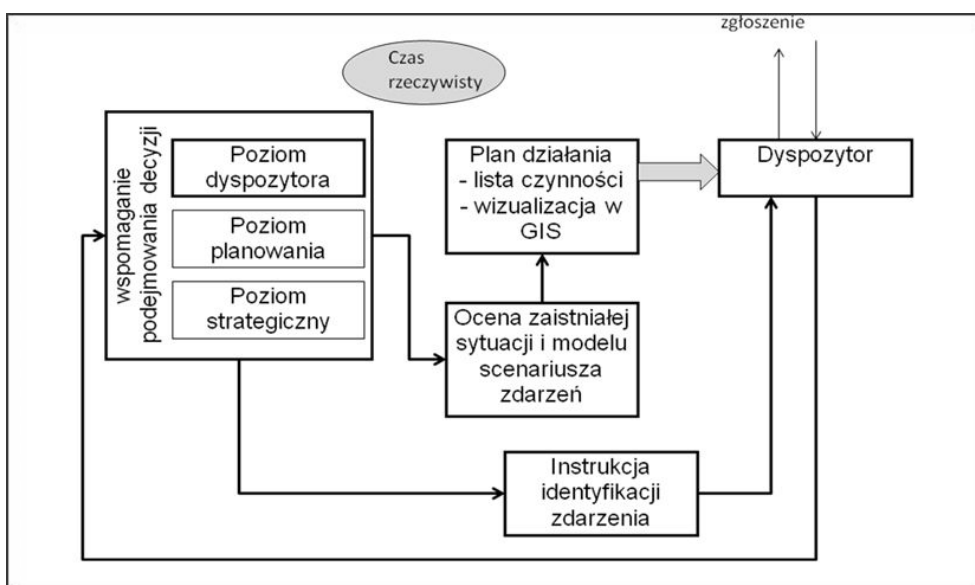 zgłoszenie
Czas
rzeczywisty
wspomaganie
podejmowania decyzji
Poziom
dyspozytora
Poziom
planowania
Poziom
strategiczny
Plan działania
- lista czynności
- wizualizacja w
GIS
Dyspozytor
Ocena zaistniałej
sytuacji i modelu
scenariusza
zdarzeń
Instrukcja
identyfikacji
zdarzenia